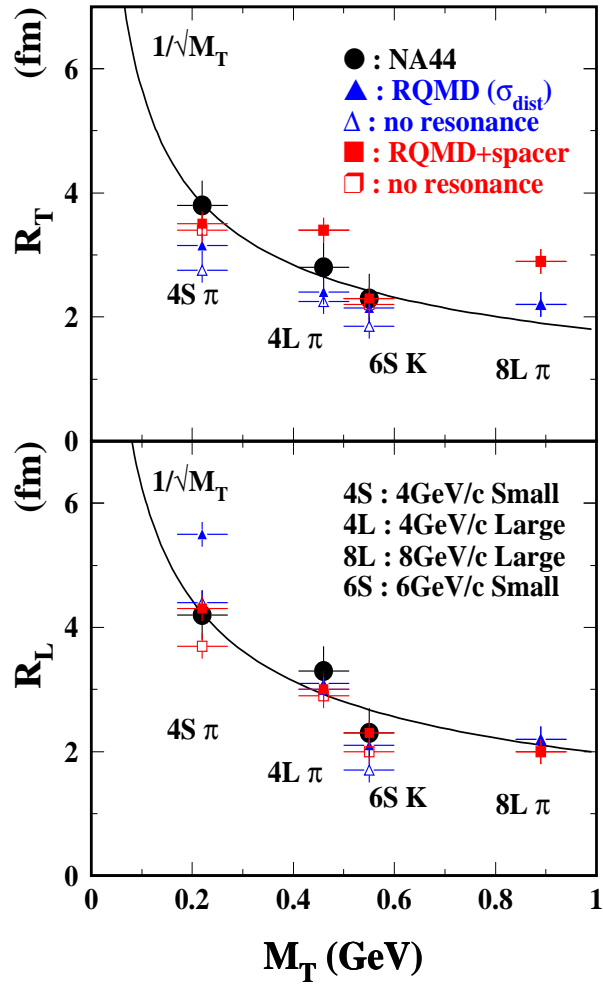 (fm)
R_T
6
4
2
0
1/√M_T
● : NA44
▲ : RQMD (σ_dist)
△ : no resonance
■ : RQMD+spacer
□ : no resonance
4S π
4L π
6S K
8L π
(fm)
R_L
6
4
2
0
1/√M_T
4S : 4GeV/c Small
4L : 4GeV/c Large
8L : 8GeV/c Large
6S : 6GeV/c Small
4S π
4L π
6S K
8L π
0 0.2 0.4 0.6 0.8 1
M_T (GeV)